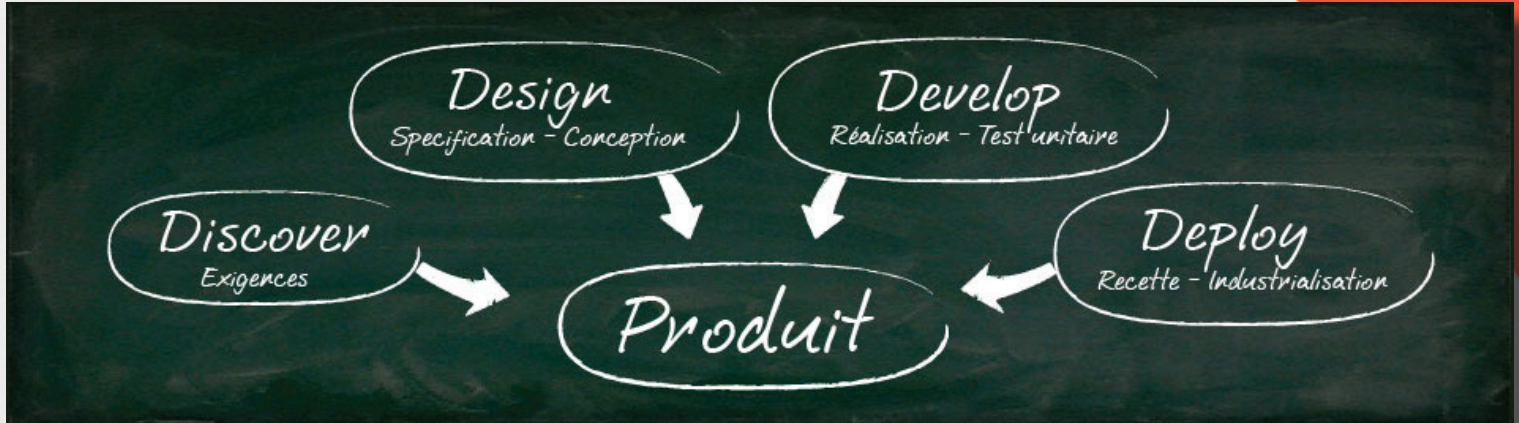 Design
Specification - Conception
Develop
Réalisation - Test unitaire
Discover
Exigences
Deploy
Recette - Industrialisation
Produit